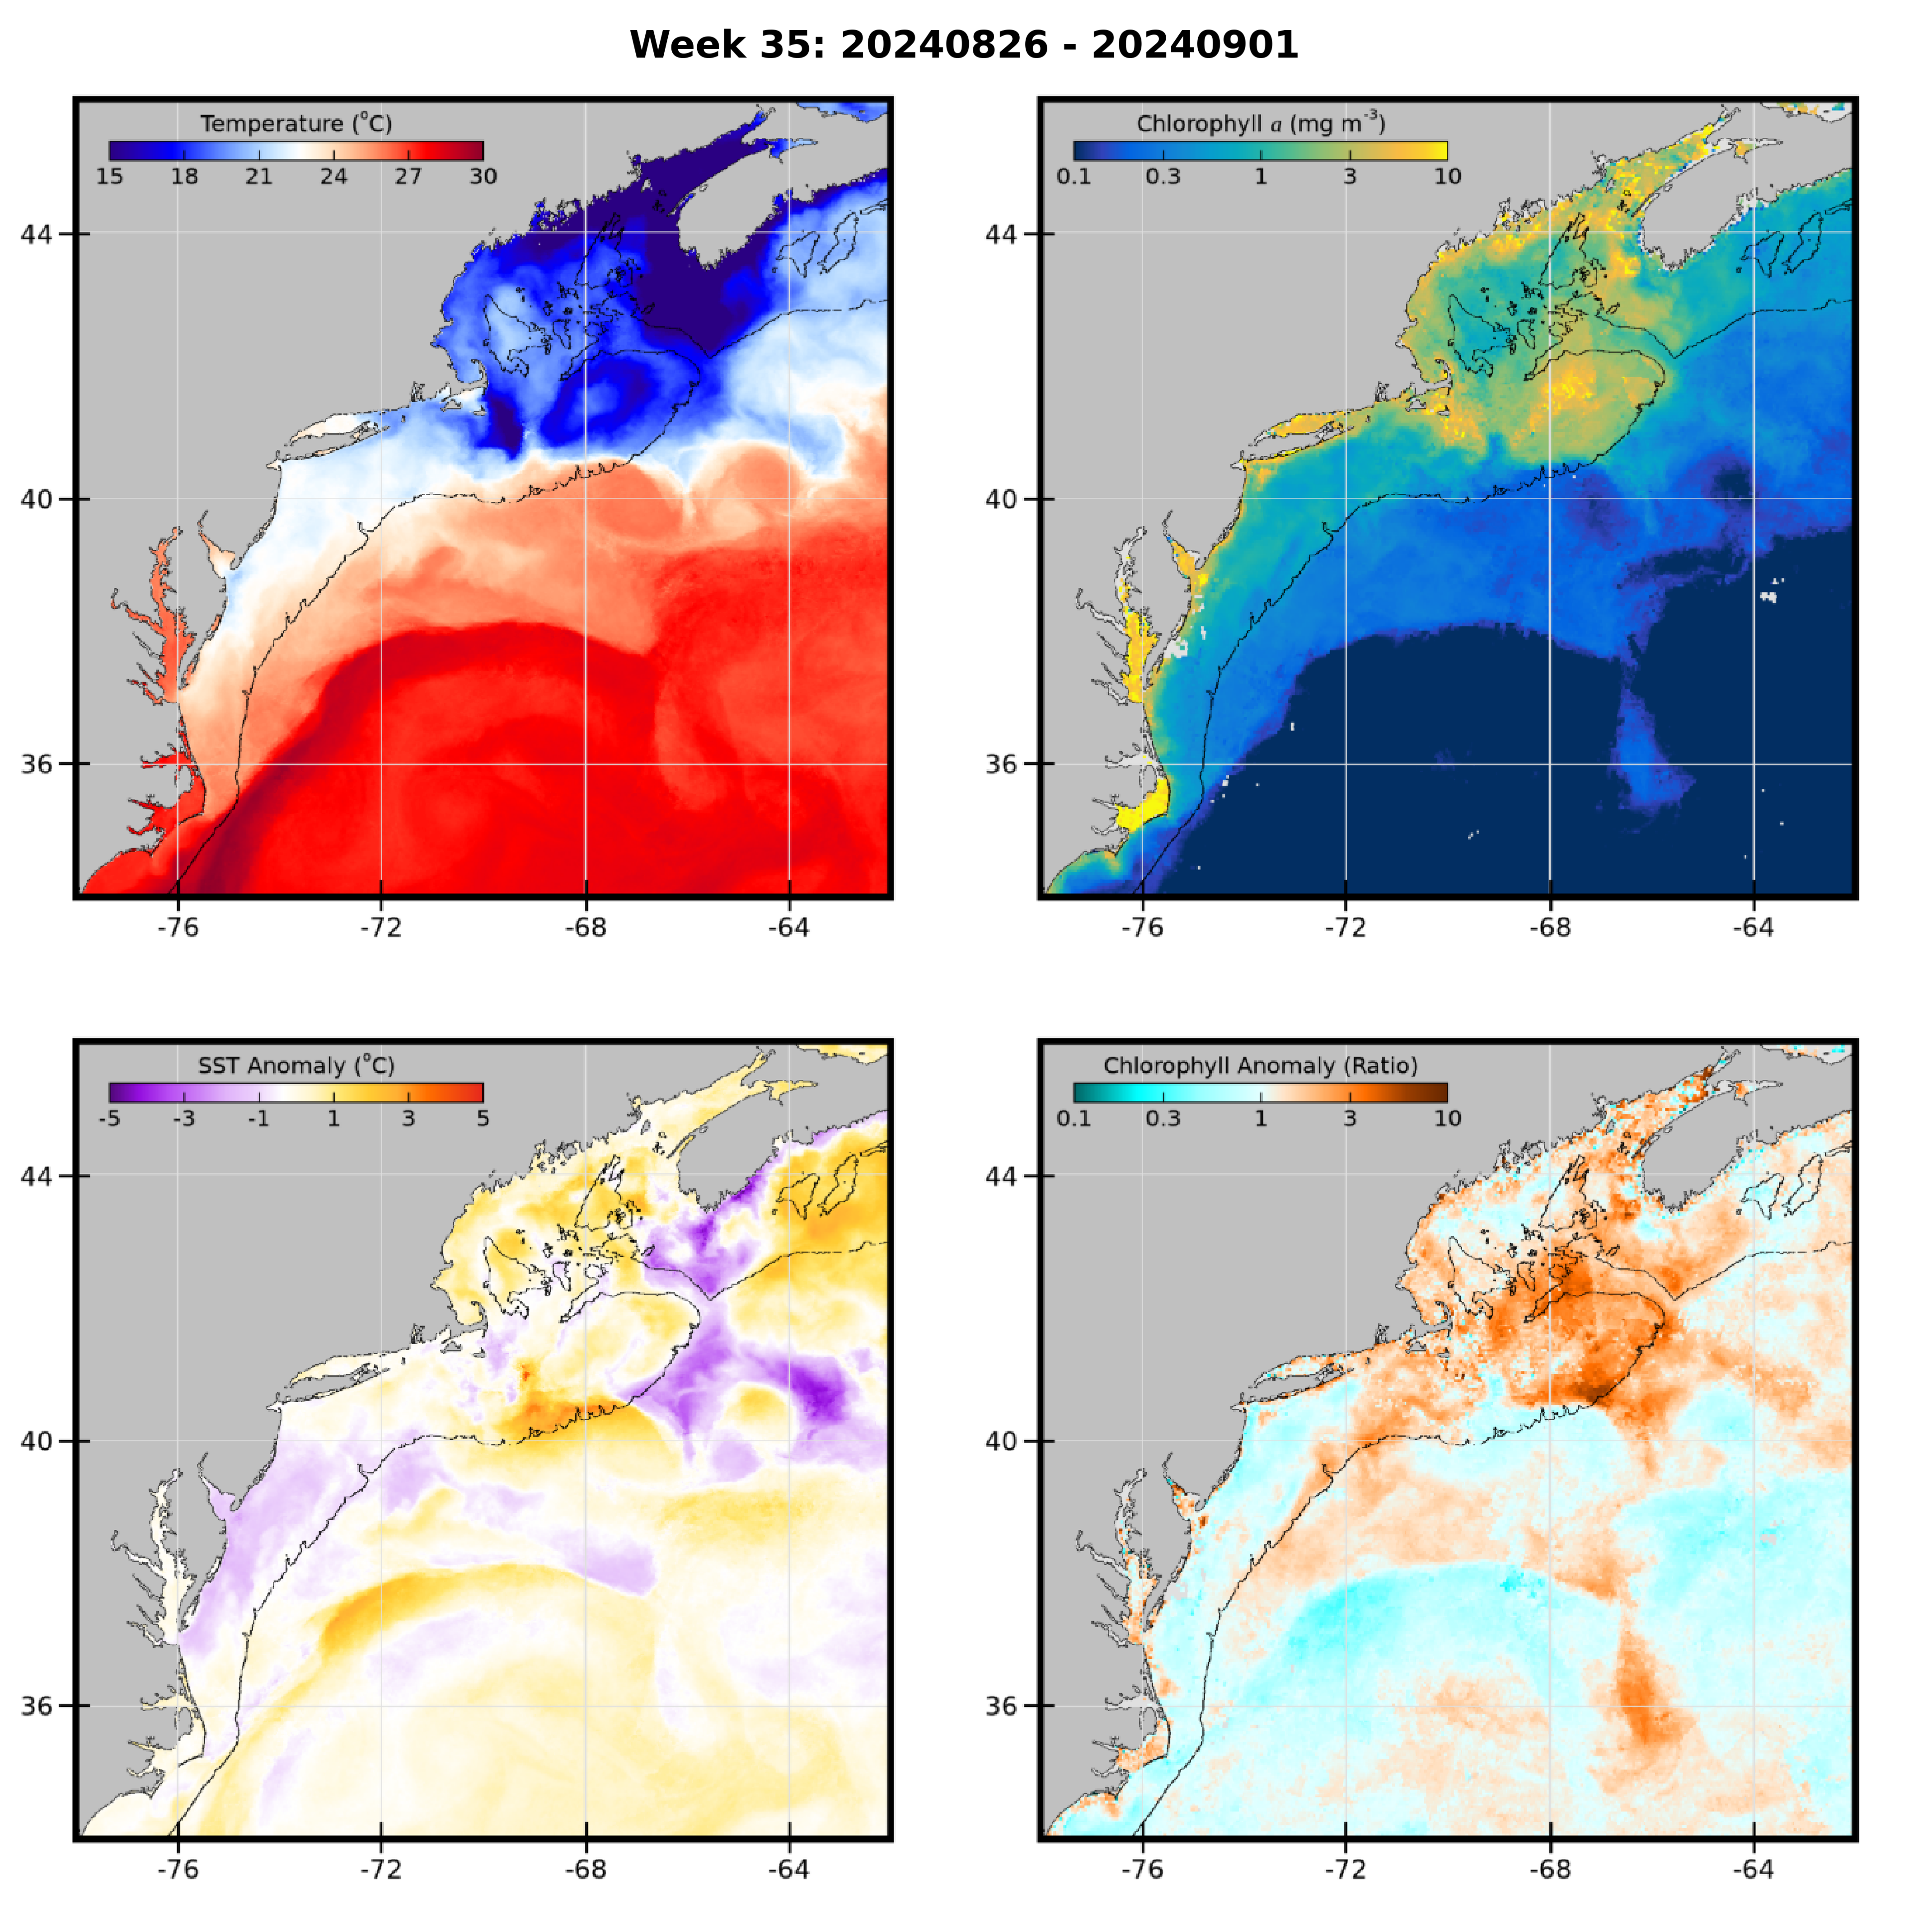 Week 35: 20240826 - 20240901
Temperature (°C)
15 18 21 24 27 30
44
40
36
-76 -72 -68 -64
Chlorophyll a (mg m⁻³)
0.1 0.3 1 3 10
44
40
36
-76 -72 -68 -64
SST Anomaly (°C)
-5 -3 -1 1 3 5
44
40
36
-76 -72 -68 -64
Chlorophyll Anomaly (Ratio)
0.1 0.3 1 3 10
44
40
36
-76 -72 -68 -64